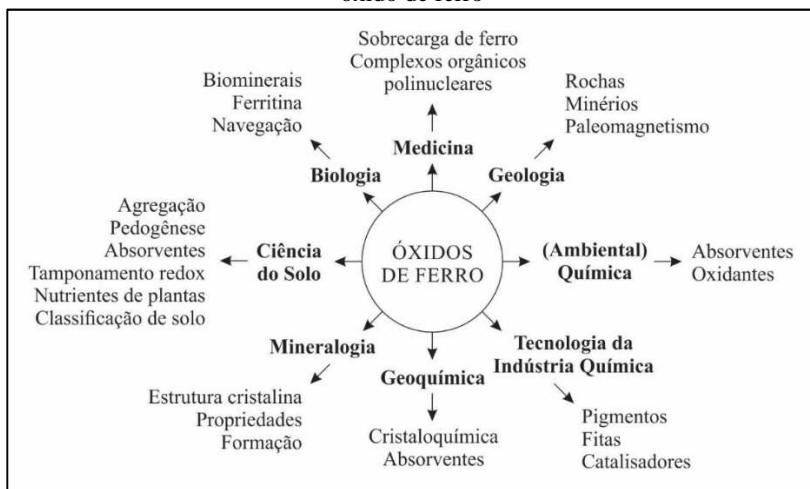 óxido de ferro
Sobrecarga de ferro
Complexos orgânicos
polinucleares
Medicina
Biominerais
Ferritina
Navegação
Biologia
Rochas
Minérios
Paleomagnetismo
Geologia
Agregação
Pedogênese
Absorventes
Tamponamento redox
Nutrientes de plantas
Classificação de solo
Ciência
do Solo
ÓXIDOS
DE FERRO
(Ambiental)
Química
Absorventes
Oxidantes
Mineralogia
Estrutura cristalina
Propriedades
Formação
Geoquímica
Cristaloquímica
Absorventes
Tecnologia da
Indústria Química
Pigmentos
Fitas
Catalisadores